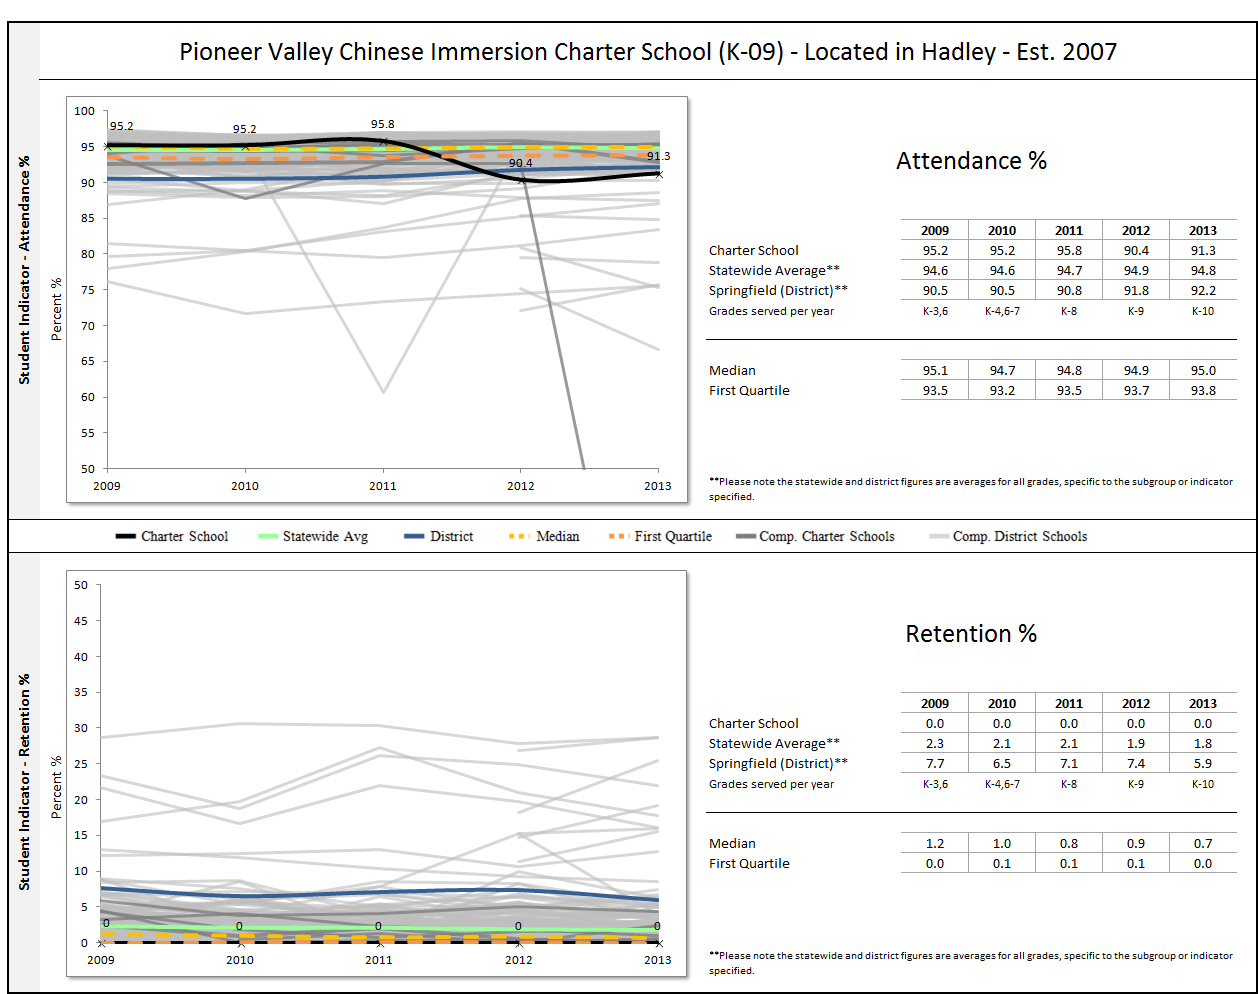 Pioneer Valley Chinese Immersion Charter School (K-09) - Located in Hadley - Est. 2007
Student Indicator - Attendance %
Percent %
100
95
90
85
80
75
70
65
60
55
50
95.2
95.2
95.8
90.4
91.3
2009 2010 2011 2012 2013
Attendance %
2009 2010 2011 2012 2013
Charter School 95.2 95.2 95.8 90.4 91.3
Statewide Average** 94.6 94.6 94.7 94.9 94.8
Springfield (District)** 90.5 90.5 90.8 91.8 92.2
Grades served per year K-3,6 K-4,6-7 K-8 K-9 K-10
Median 95.1 94.7 94.8 94.9 95.0
First Quartile 93.5 93.2 93.5 93.7 93.8
**Please note the statewide and district figures are averages for all grades, specific to the subgroup or indicator
specified.
Charter School Statewide Avg District Median First Quartile Comp. Charter Schools Comp. District Schools
Student Indicator - Retention %
Percent %
50
45
40
35
30
25
20
15
10
5
0
0 0 0 0 0
2009 2010 2011 2012 2013
Retention %
2009 2010 2011 2012 2013
Charter School 0.0 0.0 0.0 0.0 0.0
Statewide Average** 2.3 2.1 2.1 1.9 1.8
Springfield (District)** 7.7 6.5 7.1 7.4 5.9
Grades served per year K-3,6 K-4,6-7 K-8 K-9 K-10
Median 1.2 1.0 0.8 0.9 0.7
First Quartile 0.0 0.1 0.1 0.1 0.0
**Please note the statewide and district figures are averages for all grades, specific to the subgroup or indicator
specified.